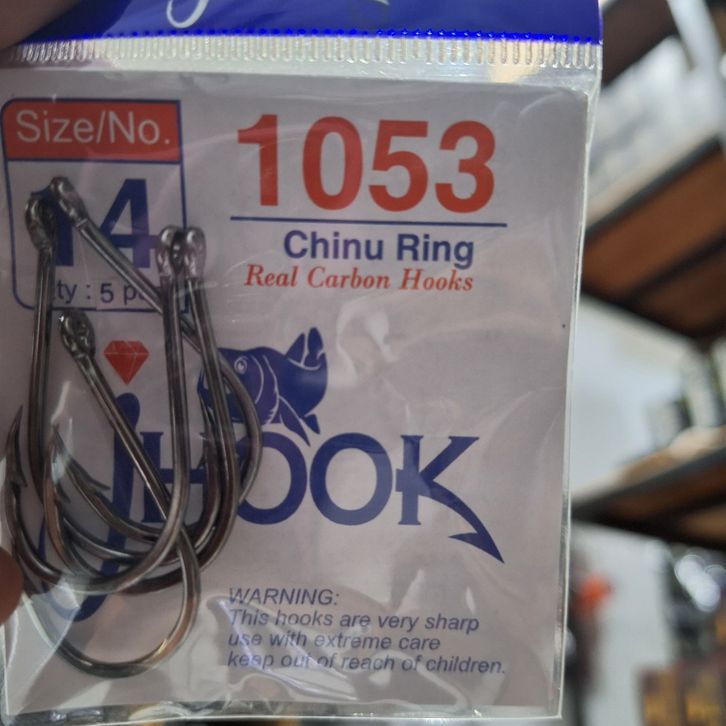 Size/No.
14
1053
Chinu Ring
Real Carbon Hooks
5
HOOK
WARNING:
This hooks are very sharp
use with extreme care
keep out of reach of children.